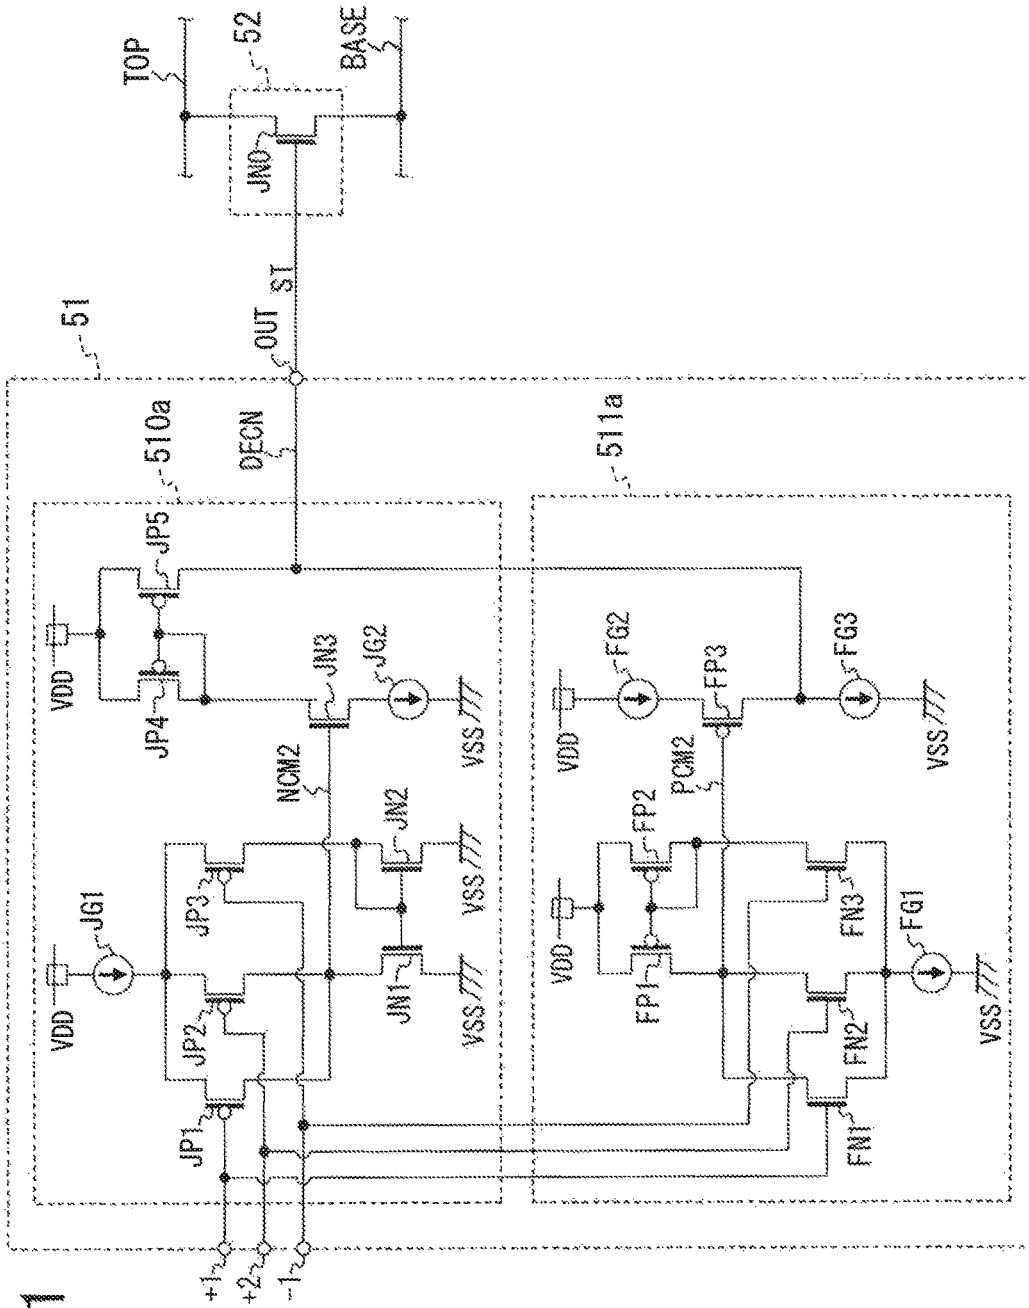 1
51
52
TOP
BASE
JN0
ST
OUT
DECN
510a
VDD
JG1
VDD
JP4
JP5
JP1
JP2
JP3
NCM2
JN3
JG2
VSS
JN1
JN2
VSS
VSS
+1
+2
-1
511a
VDD
FP1
FP2
VDD
FG2
PCM2
FP3
FG3
VSS
FN1
FN2
FN3
FG1
VSS